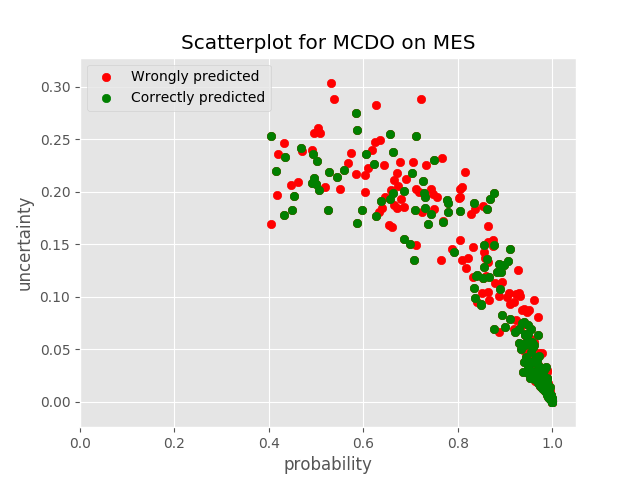 Scatterplot for MCDO on MES
Wrongly predicted
Correctly predicted
uncertainty
0.30
0.25
0.20
0.15
0.10
0.05
0.00
0.0 0.2 0.4 0.6 0.8 1.0
probability